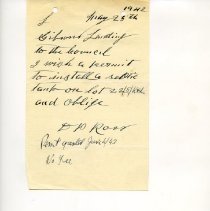 1942
May 25th
Gibsons Landing
to the Council
I wish a permit
to install a septic
tank on lot
and oblige
D D Ross
Permit granted June 4/42
No Fee